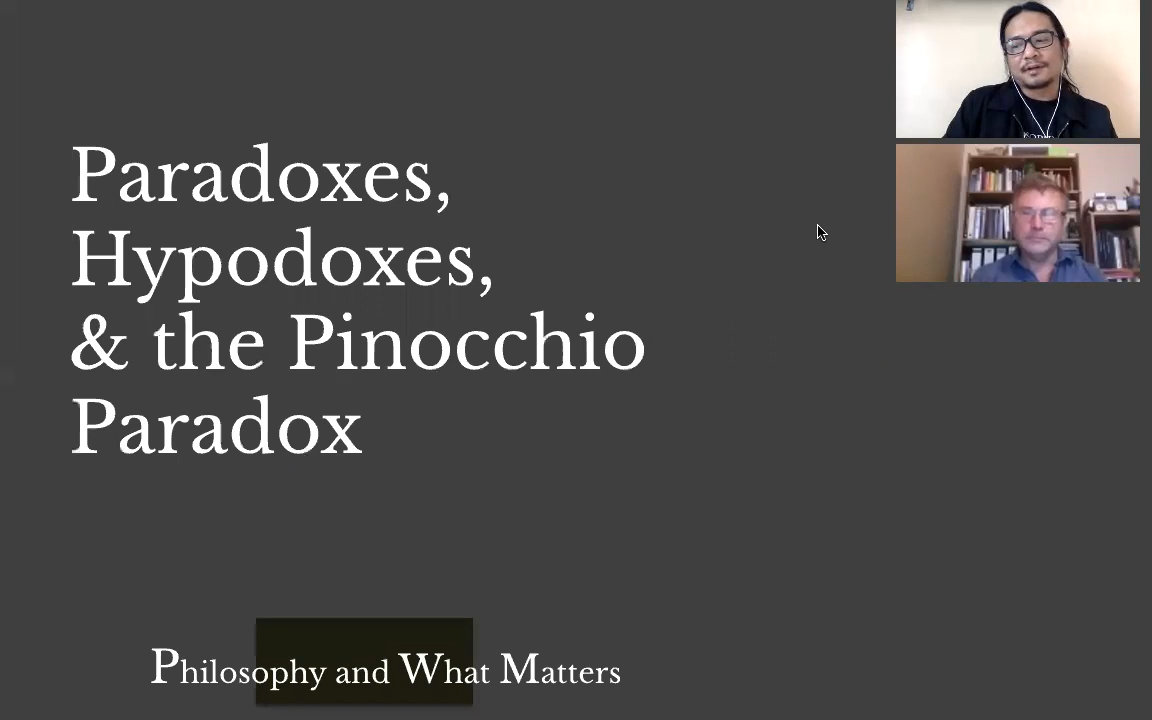 Paradoxes,
Hypodoxes,
& the Pinocchio
Paradox
Philosophy and What Matters